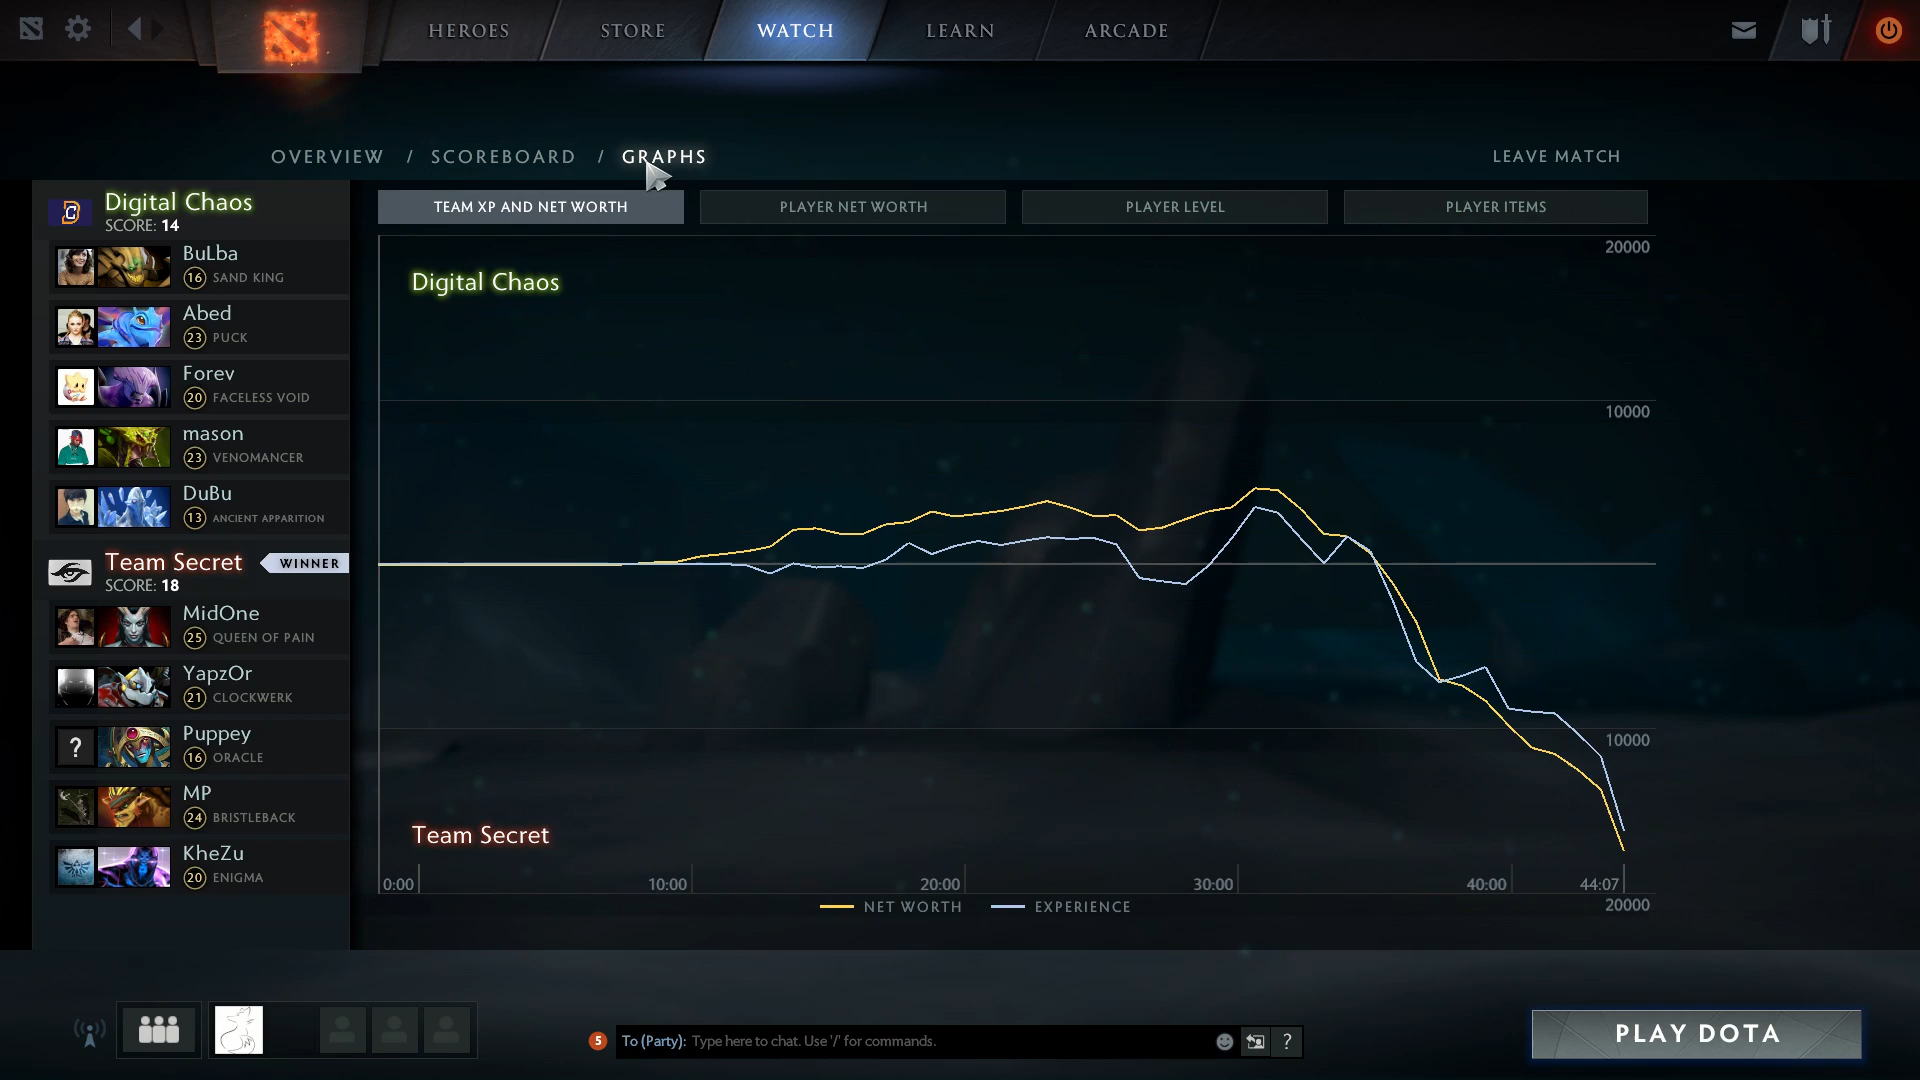 HEROES
STORE
WATCH
LEARN
ARCADE
OVERVIEW / SCOREBOARD / GRAPHS
LEAVE MATCH
Digital Chaos
SCORE: 14
BuLba
16 SAND KING
Abed
23 PUCK
Forev
20 FACELESS VOID
mason
23 VENOMANCER
DuBu
13 ANCIENT APPARITION
Team Secret
WINNER
SCORE: 18
MidOne
25 QUEEN OF PAIN
YapzOr
21 CLOCKWERK
?
Puppey
16 ORACLE
MP
24 BRISTLEBACK
KheZu
20 ENIGMA
TEAM XP AND NET WORTH
PLAYER NET WORTH
PLAYER LEVEL
PLAYER ITEMS
20000
Digital Chaos
10000
10000
Team Secret
0:00
10:00
20:00
30:00
40:00
44:07
20000
NET WORTH
EXPERIENCE
5
To (Party): Type here to chat. Use '/' for commands.
?
PLAY DOTA